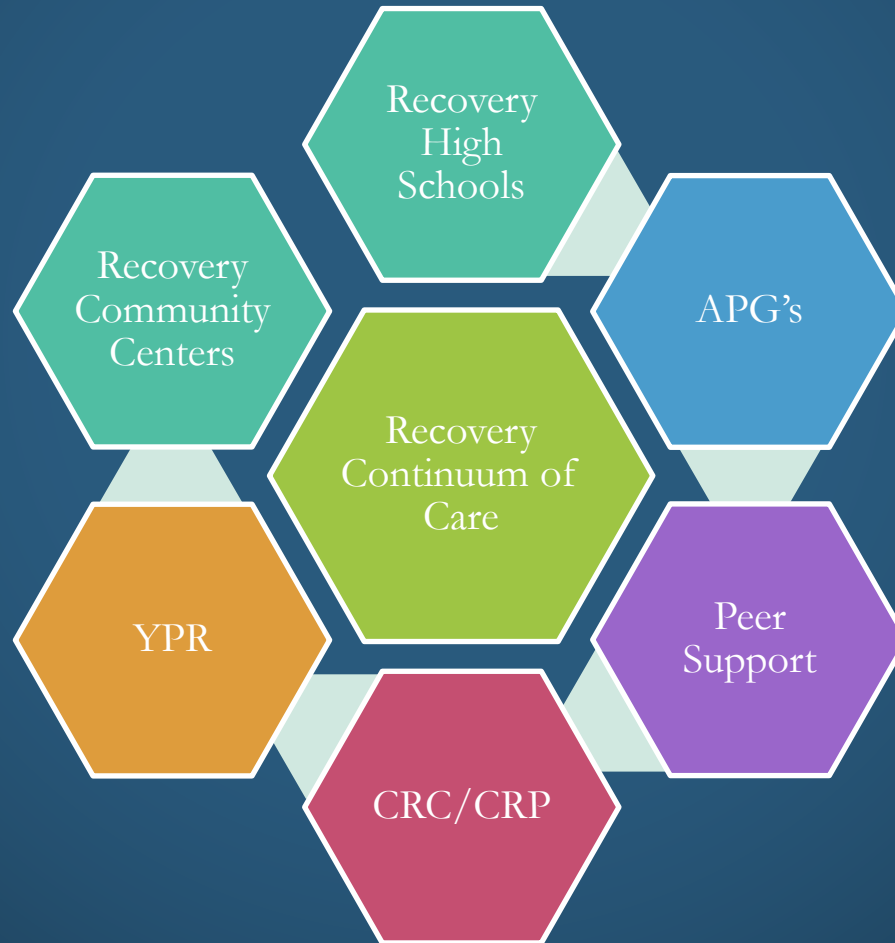 Recovery
High
Schools
Recovery
Community
Centers
APG’s
Recovery
Continuum of
Care
YPR
Peer
Support
CRC/CRP